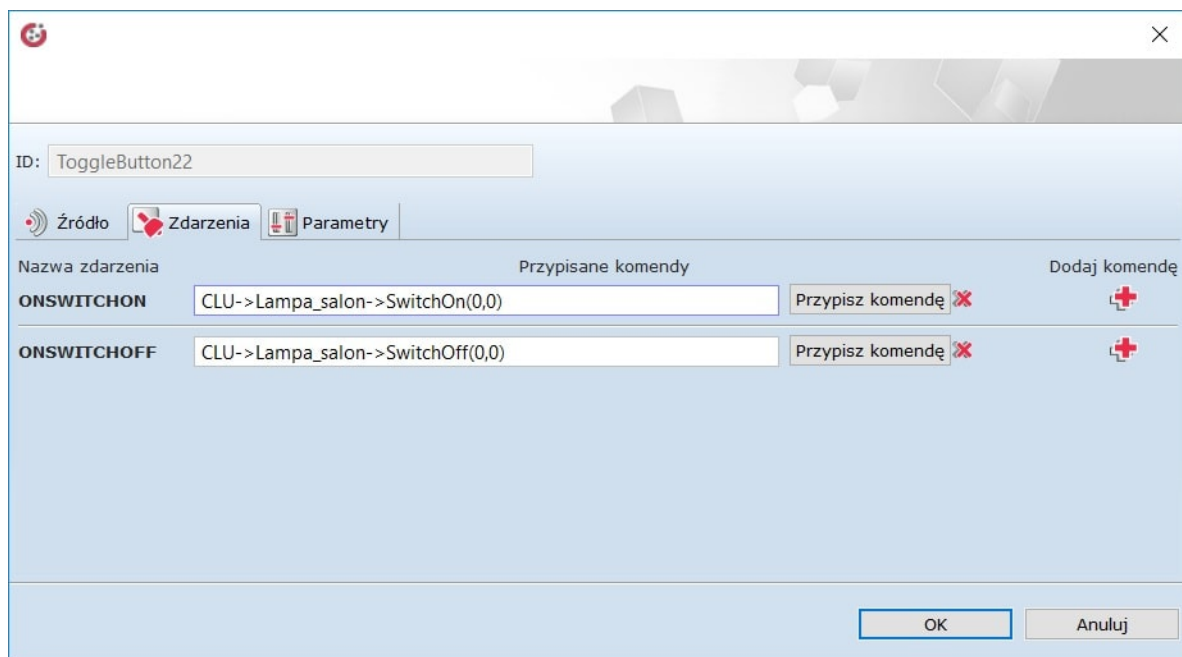 ID: ToggleButton22
Źródło Zdarzenia Parametry
Nazwa zdarzenia Przypisane komendy Dodaj komendę
ONSWITCHON CLU->Lampa_salon->SwitchOn(0,0) Przypisz komendę
ONSWITCHOFF CLU->Lampa_salon->SwitchOff(0,0) Przypisz komendę
OK Anuluj